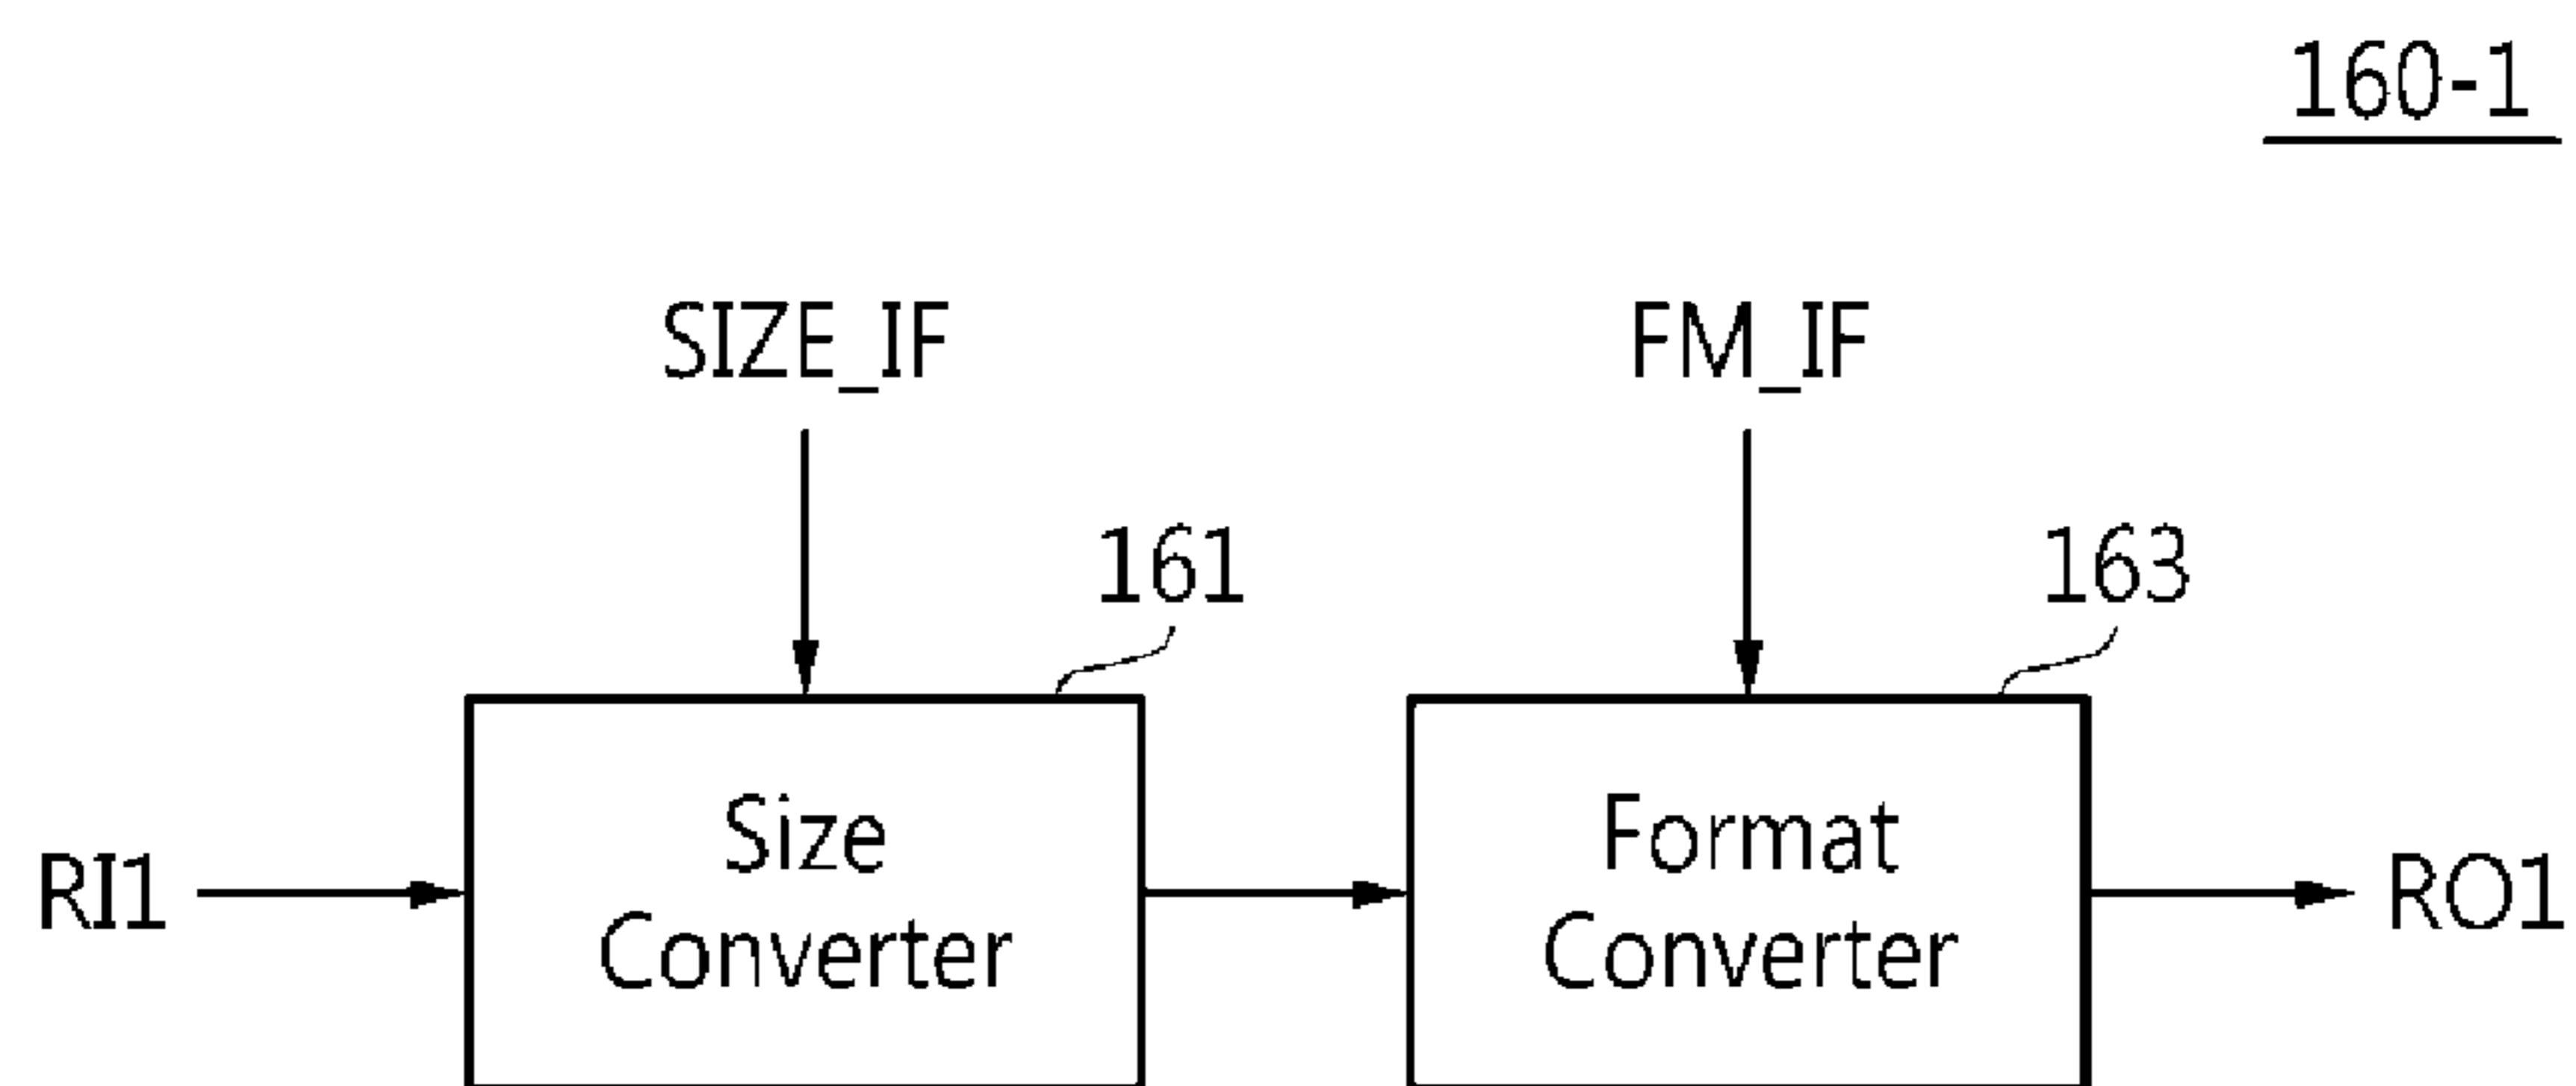 160-1
SIZE_IF
FM_IF
161
163
RI1
Size
Converter
Format
Converter
RO1